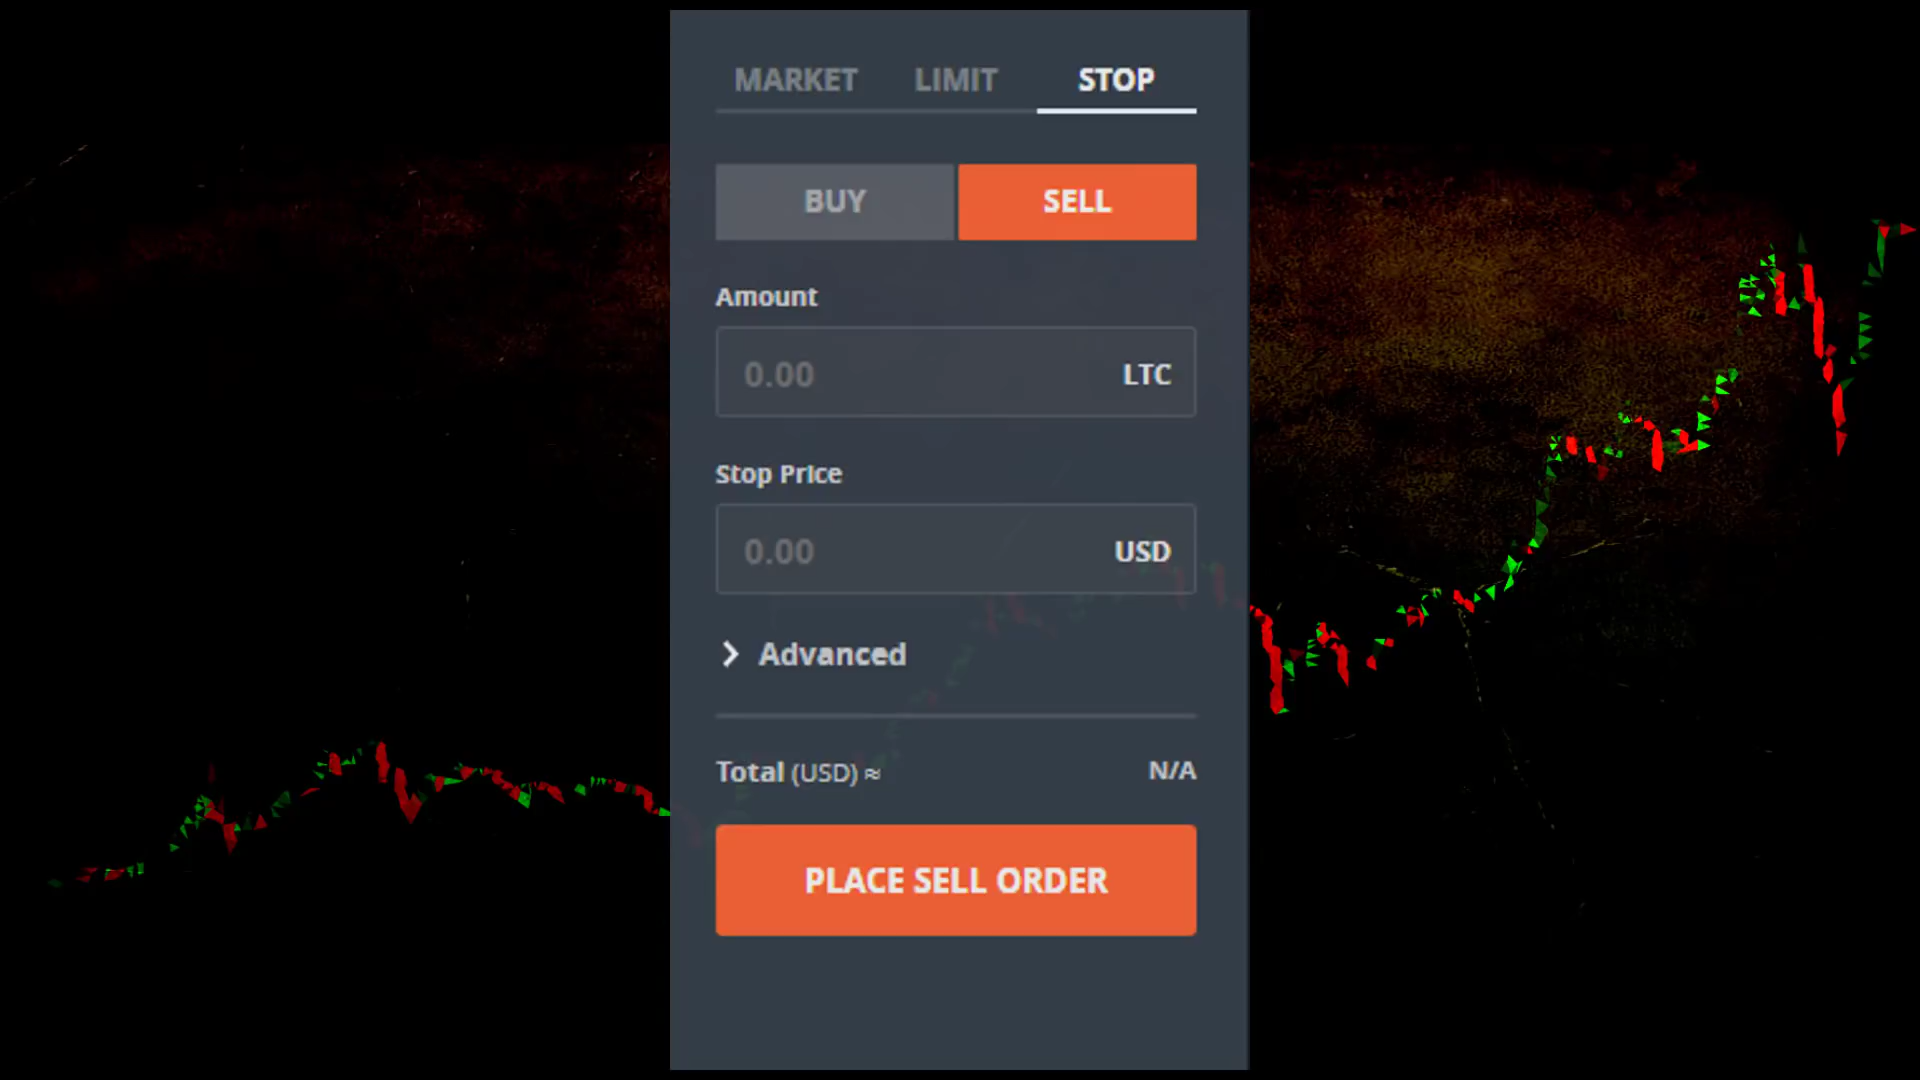 MARKET LIMIT STOP
BUY SELL
Amount
0.00 LTC
Stop Price
0.00 USD
Advanced
Total (USD) ≈ N/A
PLACE SELL ORDER